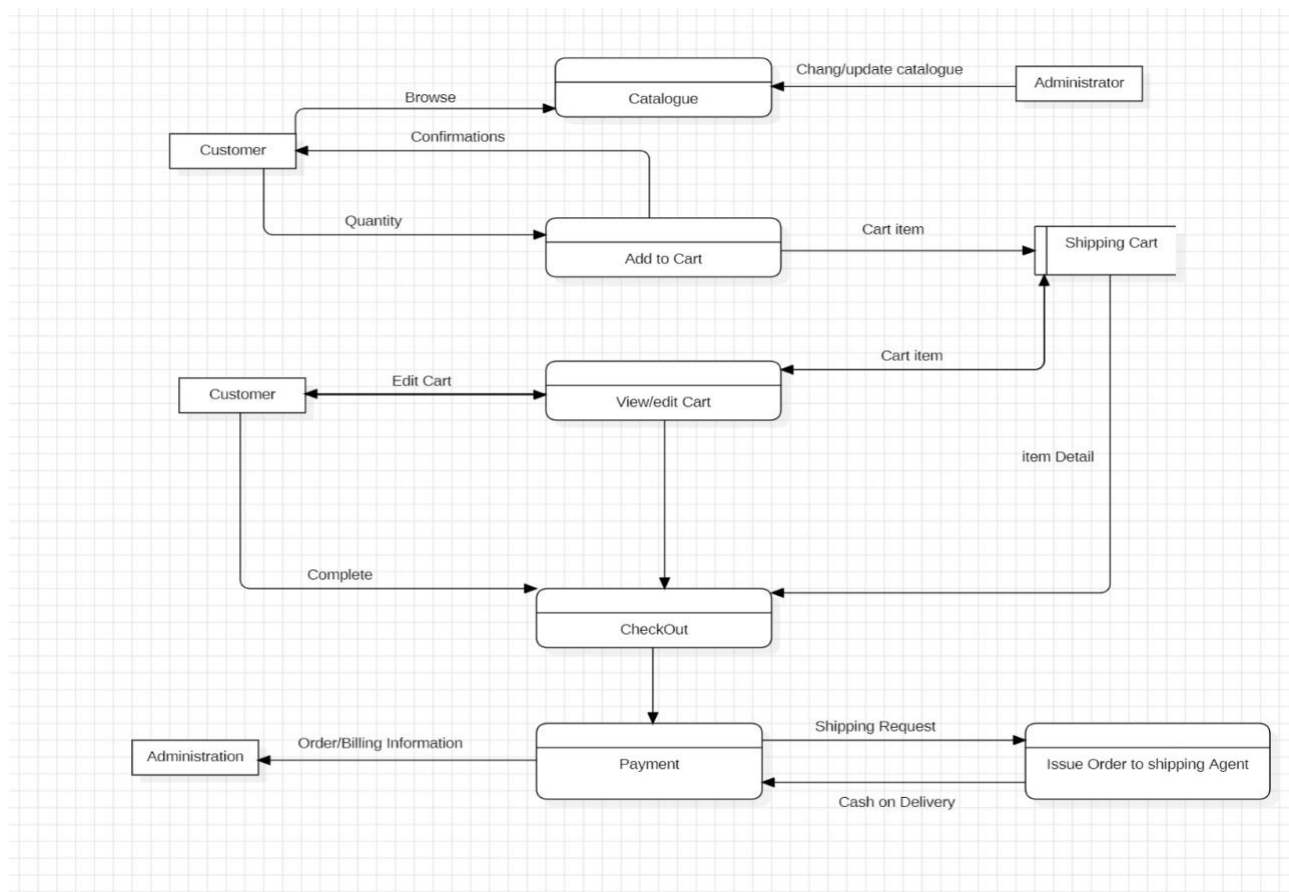 Chang/update catalogue
Administrator
Browse
Catalogue
Confirmations
Customer
Quantity
Cart item
Shipping Cart
Add to Cart
Cart item
Edit Cart
Customer
View/edit Cart
item Detail
Complete
CheckOut
Shipping Request
Order/Billing Information
Administration
Payment
Issue Order to shipping Agent
Cash on Delivery